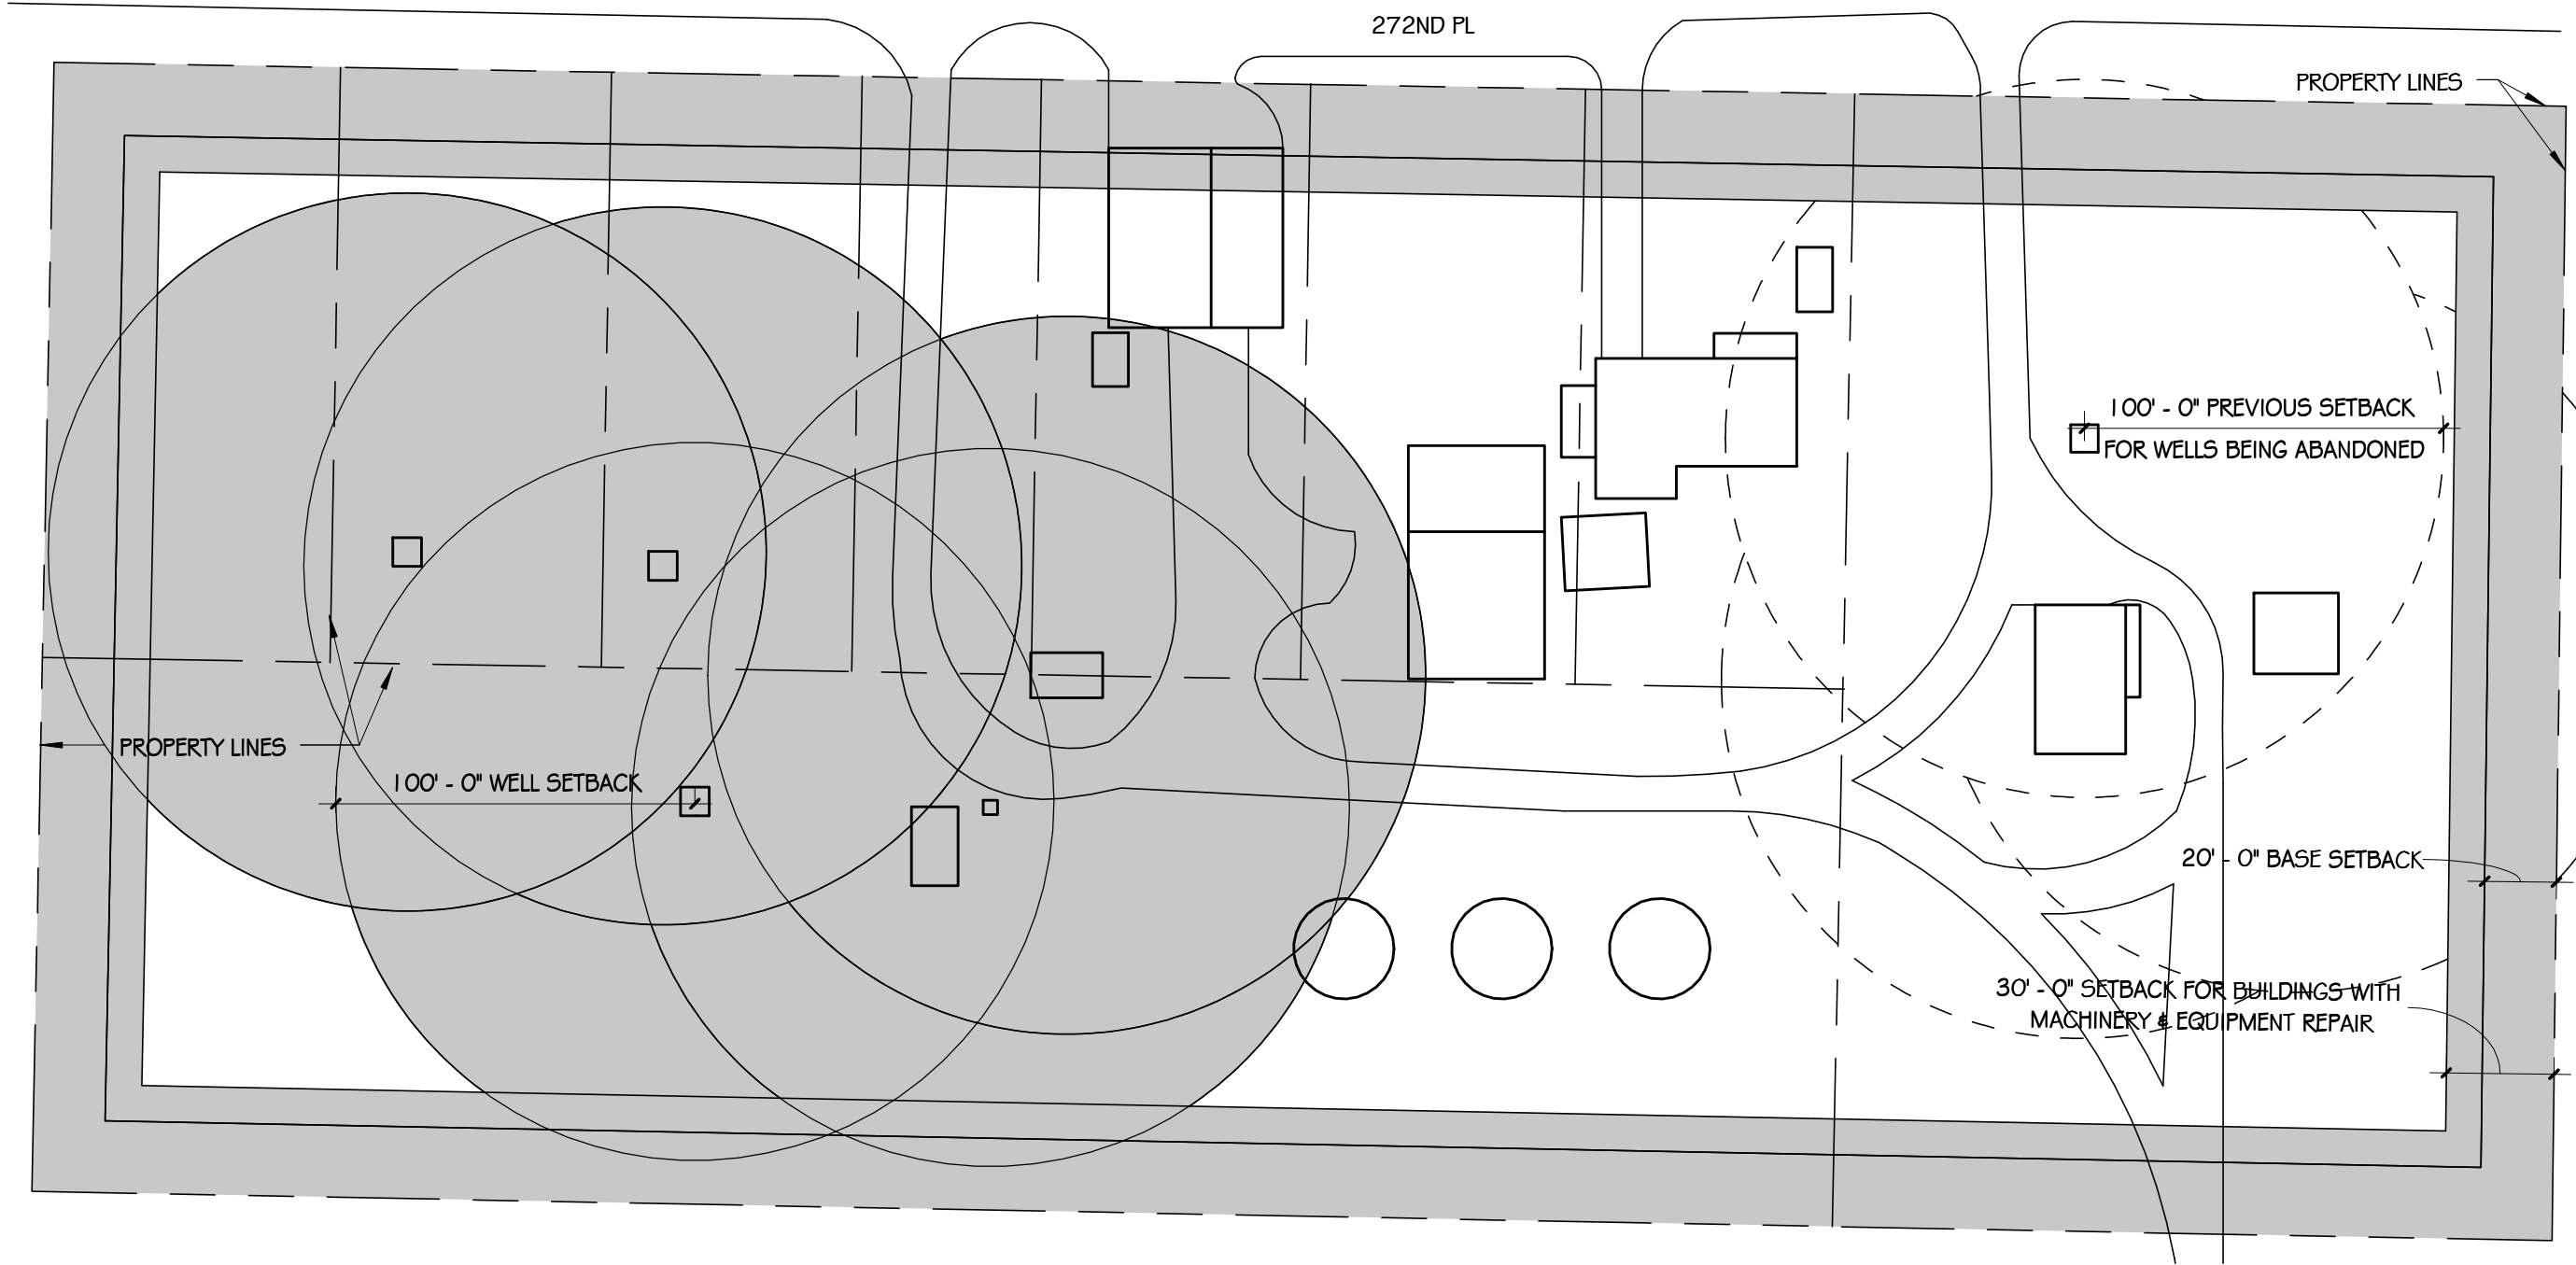 272ND PL
PROPERTY LINES
100' - 0" PREVIOUS SETBACK
FOR WELLS BEING ABANDONED
PROPERTY LINES
100' - 0" WELL SETBACK
20' - 0" BASE SETBACK
30' - 0" SETBACK FOR BUILDINGS WITH
MACHINERY & EQUIPMENT REPAIR